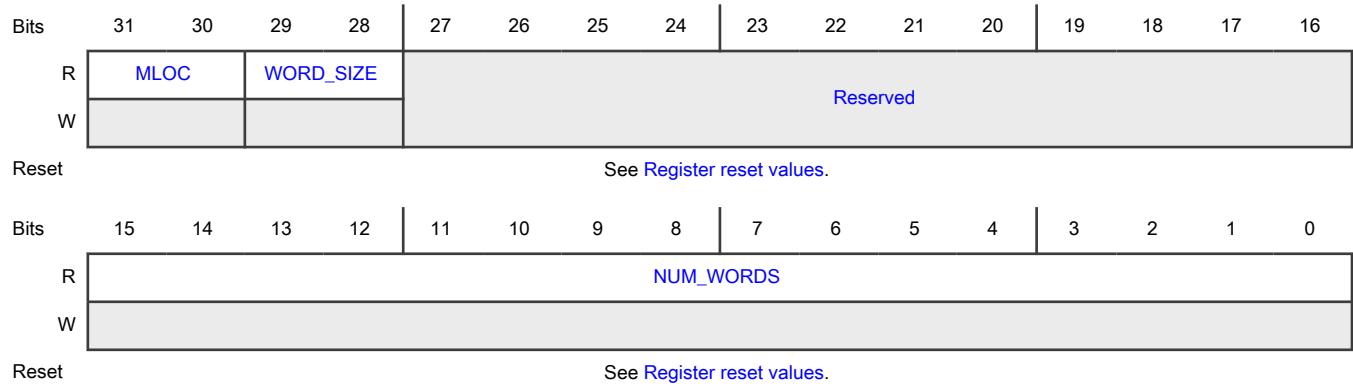 Bits 31 30 29 28 27 26 25 24 23 22 21 20 19 18 17 16
R MLOC WORD_SIZE Reserved
W
Reset See Register reset values.
Bits 15 14 13 12 11 10 9 8 7 6 5 4 3 2 1 0
R NUM_WORDS
W
Reset See Register reset values.